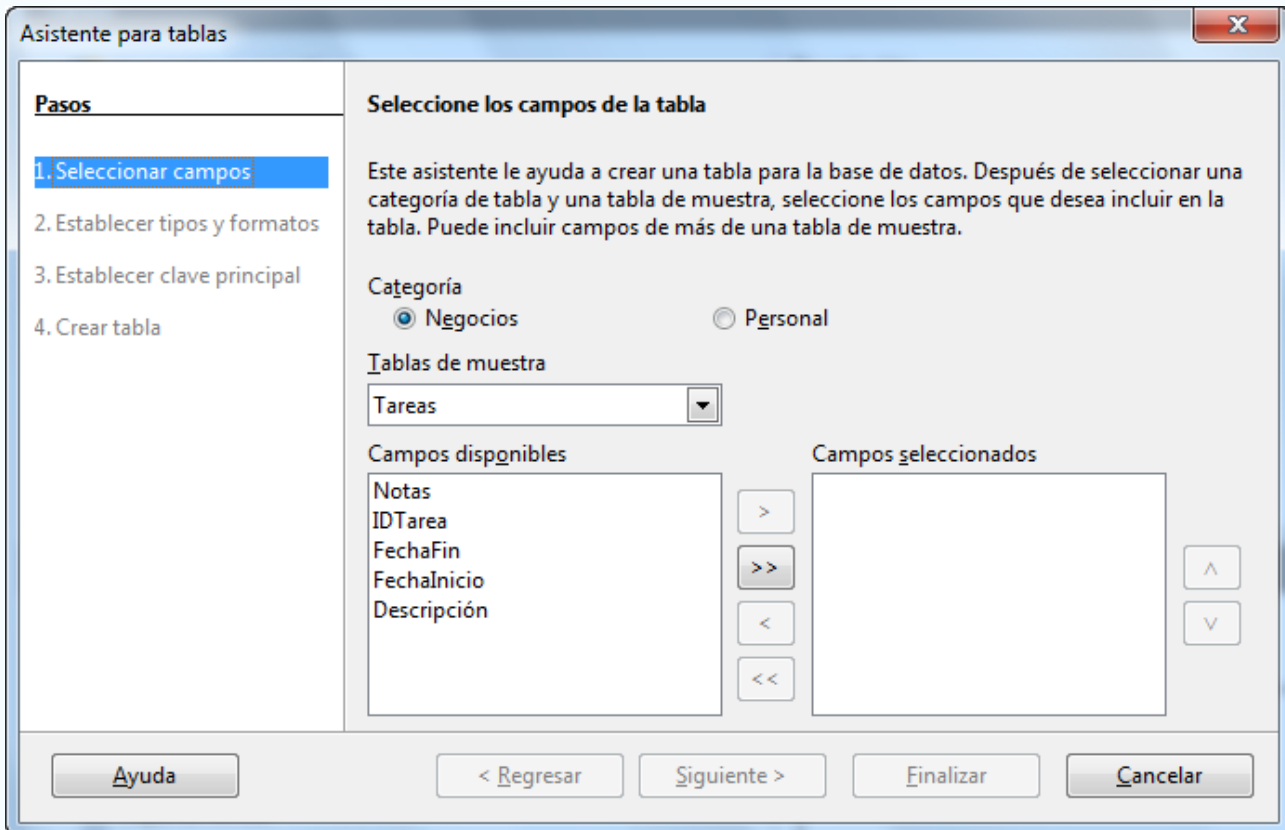 Asistente para tablas
X
Pasos
1. Seleccionar campos
2. Establecer tipos y formatos
3. Establecer clave principal
4. Crear tabla
Seleccione los campos de la tabla
Este asistente le ayuda a crear una tabla para la base de datos. Después de seleccionar una
categoría de tabla y una tabla de muestra, seleccione los campos que desea incluir en la
tabla. Puede incluir campos de más de una tabla de muestra.
Categoría
Negocios Personal
Tablas de muestra
Tareas
Campos disponibles Campos seleccionados
Notas
IDTarea
FechaFin
FechaInicio
Descripción
>
>>
<
<<
^
v
Ayuda < Regresar Siguiente > Finalizar Cancelar